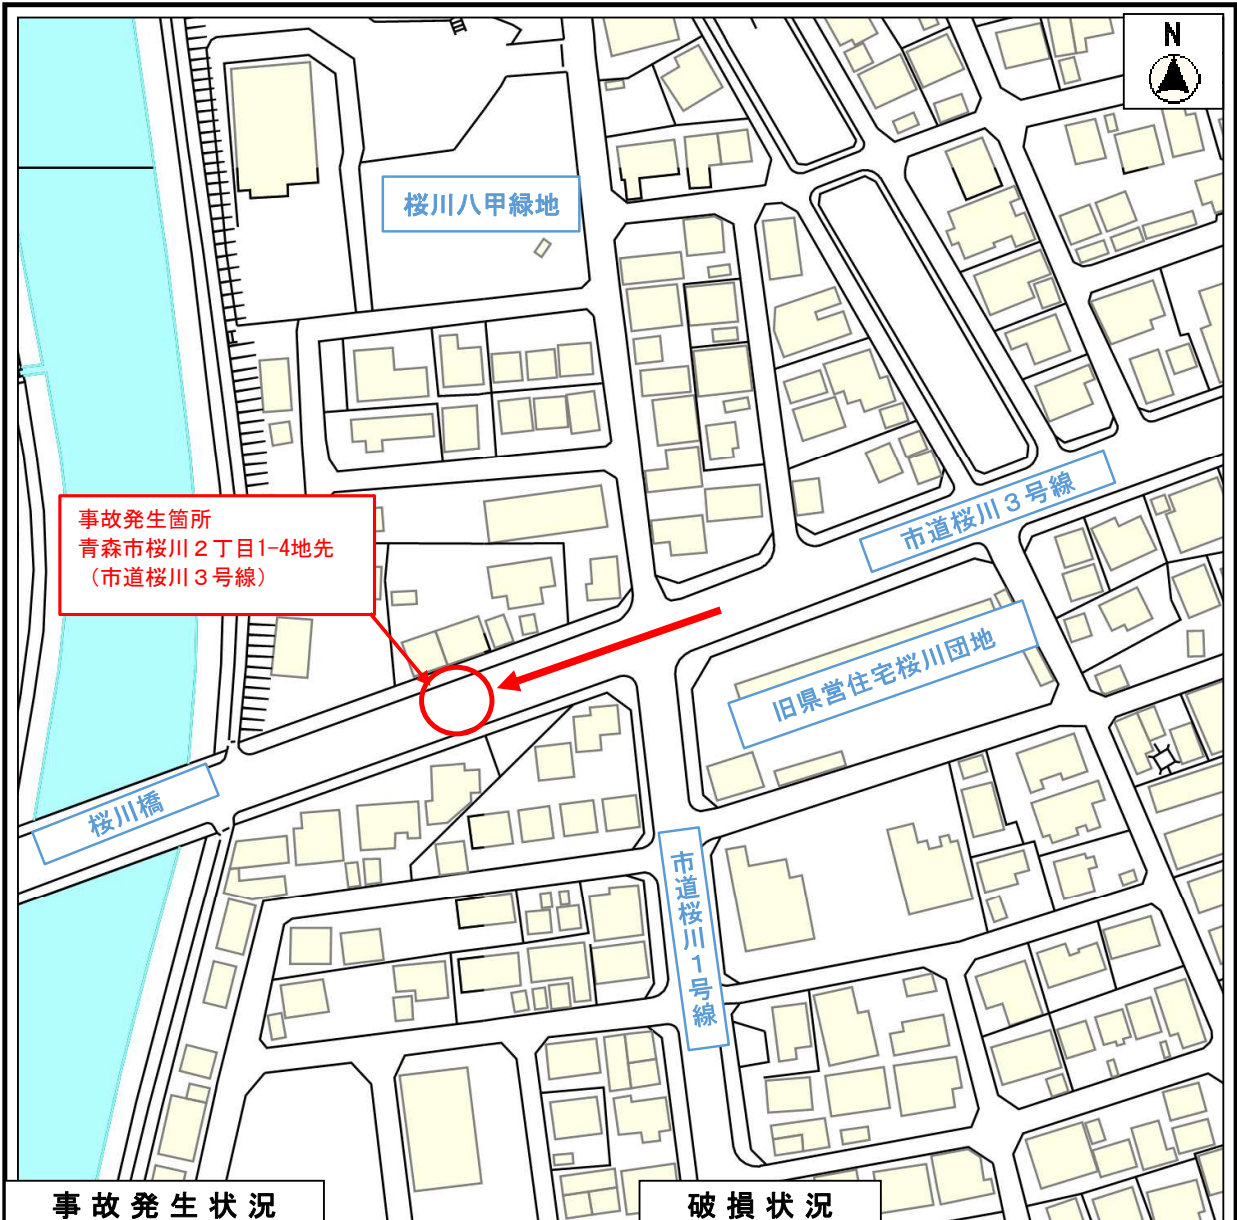 N
桜川八甲緑地
事故発生箇所
青森市桜川２丁目1-4地先
（市道桜川３号線）
市道桜川３号線
旧県営住宅桜川団地
桜川橋
市道桜川１号線
事故発生状況
破損状況